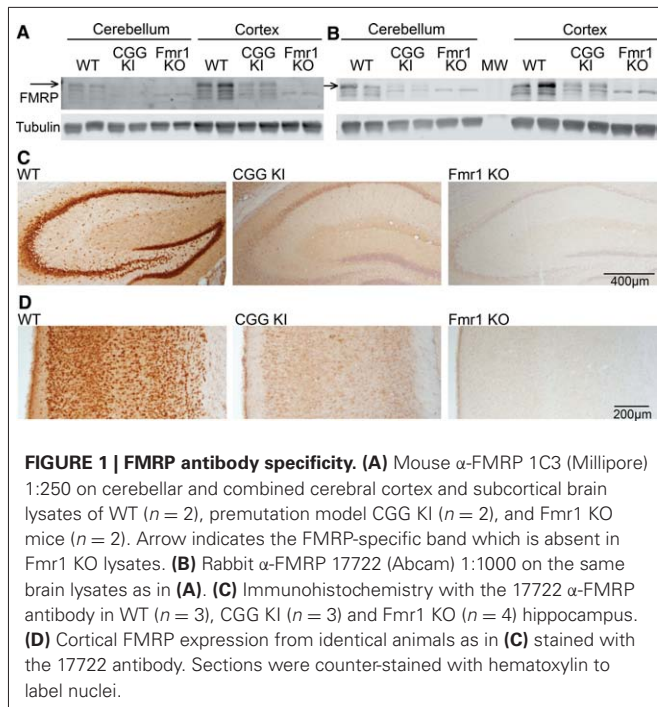 A B
Cerebellum Cortex Cerebellum Cortex
WT CGG KI Fmr1 KO WT CGG KI Fmr1 KO WT CGG KI Fmr1 KO MW WT CGG KI Fmr1 KO
FMRP
Tubulin
C
WT CGG KI Fmr1 KO
400μm
D
WT CGG KI Fmr1 KO
200μm
FIGURE 1 | FMRP antibody specificity. (A) Mouse α-FMRP 1C3 (Millipore)
1:250 on cerebellar and combined cerebral cortex and subcortical brain
lysates of WT (n = 2), premutation model CGG KI (n = 2), and Fmr1 KO
mice (n = 2). Arrow indicates the FMRP-specific band which is absent in
Fmr1 KO lysates. (B) Rabbit α-FMRP 17722 (Abcam) 1:1000 on the same
brain lysates as in (A). (C) Immunohistochemistry with the 17722 α-FMRP
antibody in WT (n = 3), CGG KI (n = 3) and Fmr1 KO (n = 4) hippocampus.
(D) Cortical FMRP expression from identical animals as in (C) stained with
the 17722 antibody. Sections were counter-stained with hematoxylin to
label nuclei.